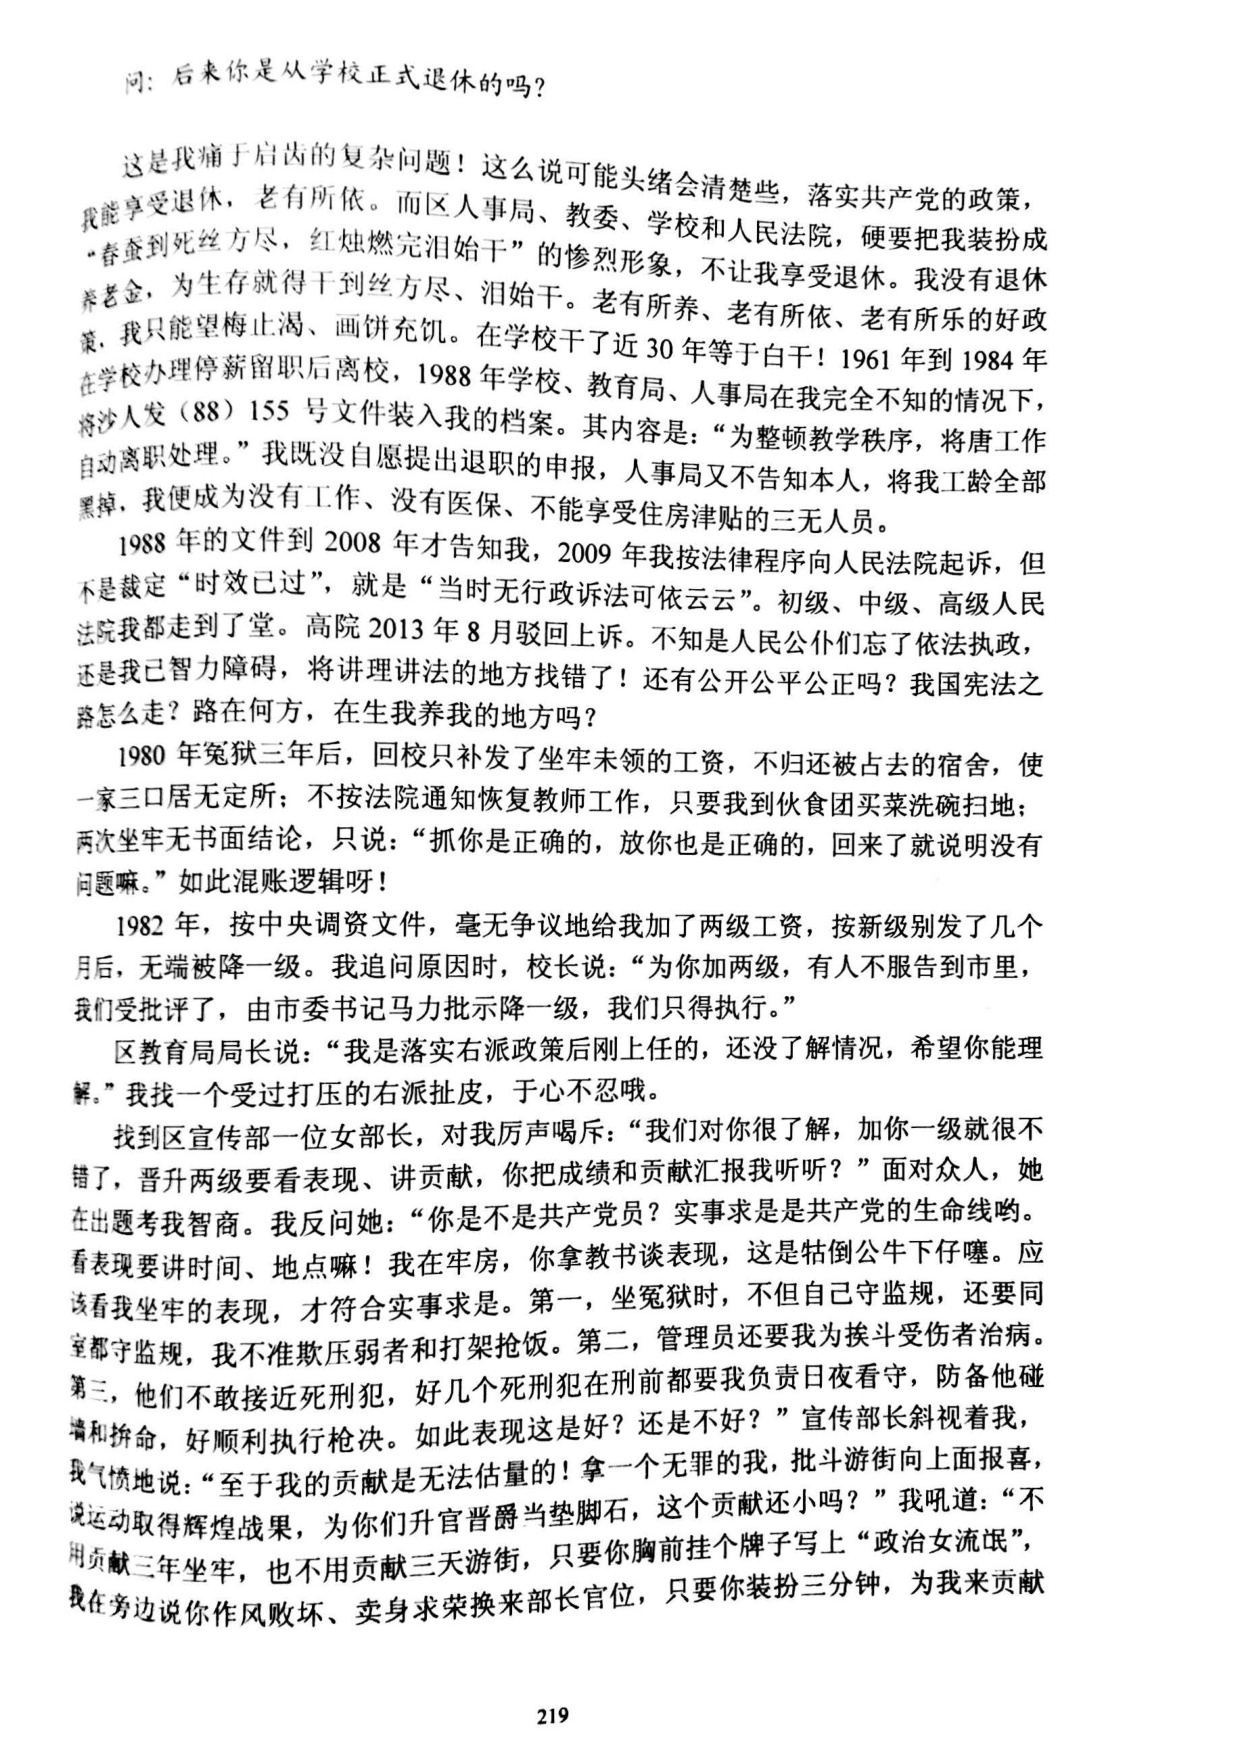 问：后来你是从学校正式退休的吗？
这是我痛于启齿的复杂问题！这么说可能头绪会清楚些，落实共产党的政策，
我能享受退休，老有所依。而区人事局、教委、学校和人民法院，硬要把我装扮成
“春蚕到死丝方尽，红烛燃完泪始干”的惨烈形象，不让我享受退休。我没有退休
养老金，为生存就得干到丝方尽、泪始干。老有所养、老有所依、老有所乐的好政
策，我只能望梅止渴、画饼充饥。在学校干了近 30 年等于白干！1961 年到 1984 年
在学校办理停薪留职后离校，1988 年学校、教育局、人事局在我完全不知的情况下，
将沙人发（88）155 号文件装入我的档案。其内容是：“为整顿教学秩序，将唐工作
自动离职处理。”我既没自愿提出退职的申报，人事局又不告知本人，将我工龄全部
黑掉，我便成为没有工作、没有医保、不能享受住房津贴的三无人员。
1988 年的文件到 2008 年才告知我，2009 年我按法律程序向人民法院起诉，但
不是裁定“时效已过”，就是“当时无行政诉法可依云云”。初级、中级、高级人民
法院我都走到了堂。高院 2013 年 8 月驳回上诉。不知是人民公仆们忘了依法执政，
还是我已智力障碍，将讲理讲法的地方找错了！还有公开公平公正吗？我国宪法之
路怎么走？路在何方，在生我养我的地方吗？
1980 年冤狱三年后，回校只补发了坐牢未领的工资，不归还被占去的宿舍，使
一家三口居无定所；不按法院通知恢复教师工作，只要我到伙食团买菜洗碗扫地；
两次坐牢无书面结论，只说：“抓你是正确的，放你也是正确的，回来了就说明没有
问题嘛。”如此混账逻辑呀！
1982 年，按中央调资文件，毫无争议地给我加了两级工资，按新级别发了几个
月后，无端被降一级。我追问原因时，校长说：“为你加两级，有人不服告到市里，
我们受批评了，由市委书记马力批示降一级，我们只得执行。”
区教育局局长说：“我是落实右派政策后刚上任的，还没了解情况，希望你能理
解。”我找一个受过打压的右派扯皮，于心不忍哦。
找到区宣传部一位女部长，对我厉声喝斥：“我们对你很了解，加你一级就很不
错了，晋升两级要看表现、讲贡献，你把成绩和贡献汇报我听听？”面对众人，她
在出题考我智商。我反问她：“你是不是共产党员？实事求是是共产党的生命线哟。
看表现要讲时间、地点嘛！我在牢房，你拿教书谈表现，这是牯倒公牛下仔噻。应
该看我坐牢的表现，才符合实事求是。第一，坐冤狱时，不但自己守监规，还要同
室都守监规，我不准欺压弱者和打架抢饭。第二，管理员还要我为挨斗受伤者治病。
第三，他们不敢接近死刑犯，好几个死刑犯在刑前都要我负责日夜看守，防备他碰
墙和拚命，好顺利执行枪决。如此表现这是好？还是不好？”宣传部长斜视着我，
我气愤地说：“至于我的贡献是无法估量的！拿一个无罪的我，批斗游街向上面报喜，
说运动取得辉煌战果，为你们升官晋爵当垫脚石，这个贡献还小吗？”我吼道：“不
用贡献三年坐牢，也不用贡献三天游街，只要你胸前挂个牌子写上“政治女流氓”，
我在旁边说你作风败坏、卖身求荣换来部长官位，只要你装扮三分钟，为我来贡献
219